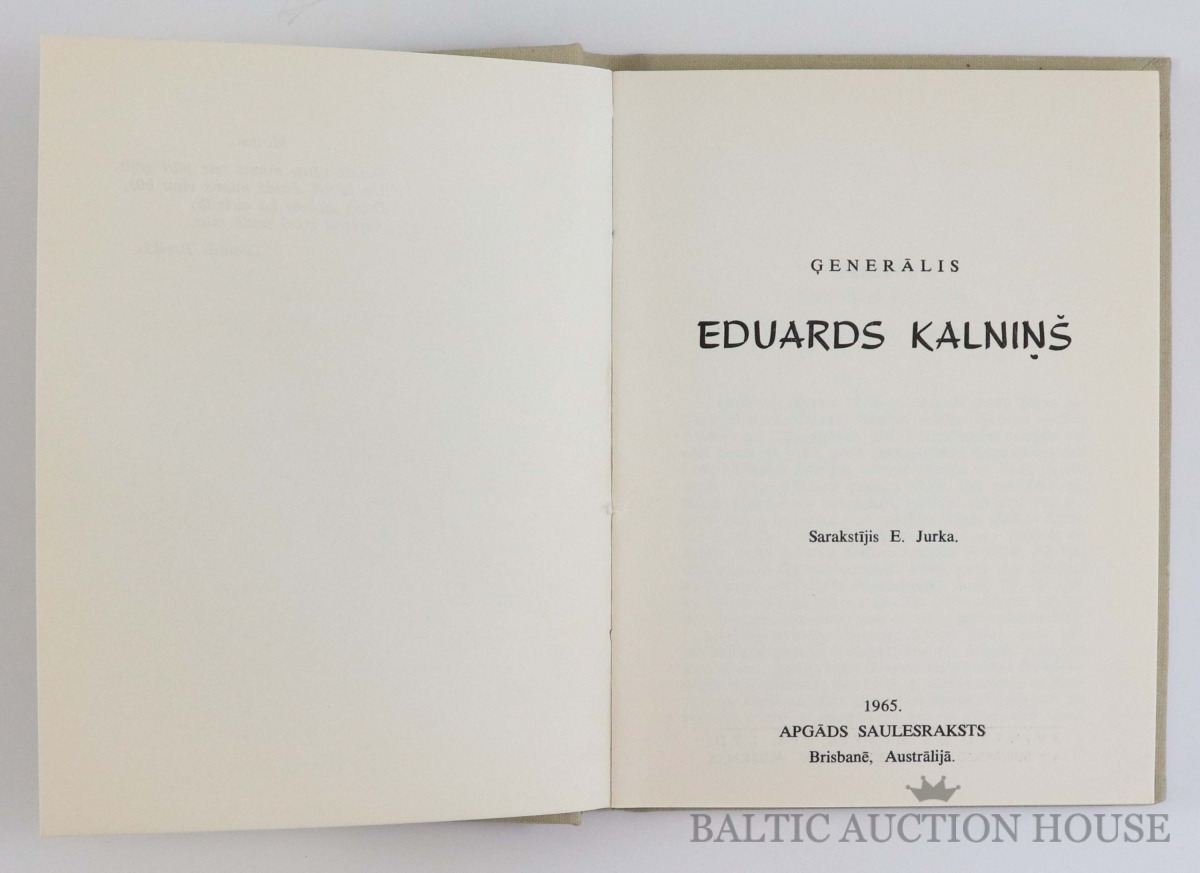 ĢENERĀLIS
EDUARDS KALNIŅŠ
Sarakstījis E. Jurka.
1965.
APGĀDS SAULESRAKSTS
Brisbanē, Austrālijā.
BALTIC AUCTION HOUSE